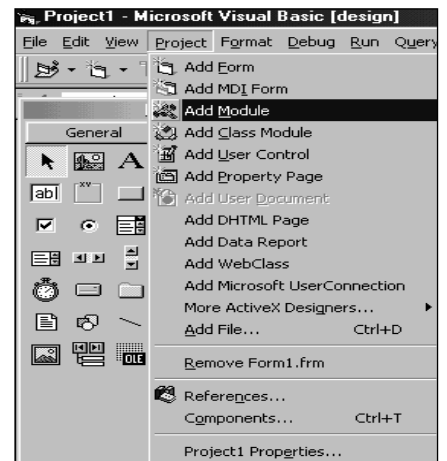 Project1 - Microsoft Visual Basic [design]
File Edit View Project Format Debug Run Query
General
A
ab
xy
OLE
Add Form
Add MDI Form
Add Module
Add Class Module
Add User Control
Add Property Page
Add User Document
Add DHTML Page
Add Data Report
Add WebClass
Add Microsoft UserConnection
More ActiveX Designers...
Add File... Ctrl+D
Remove Form1.frm
References...
Components... Ctrl+T
Project1 Properties...